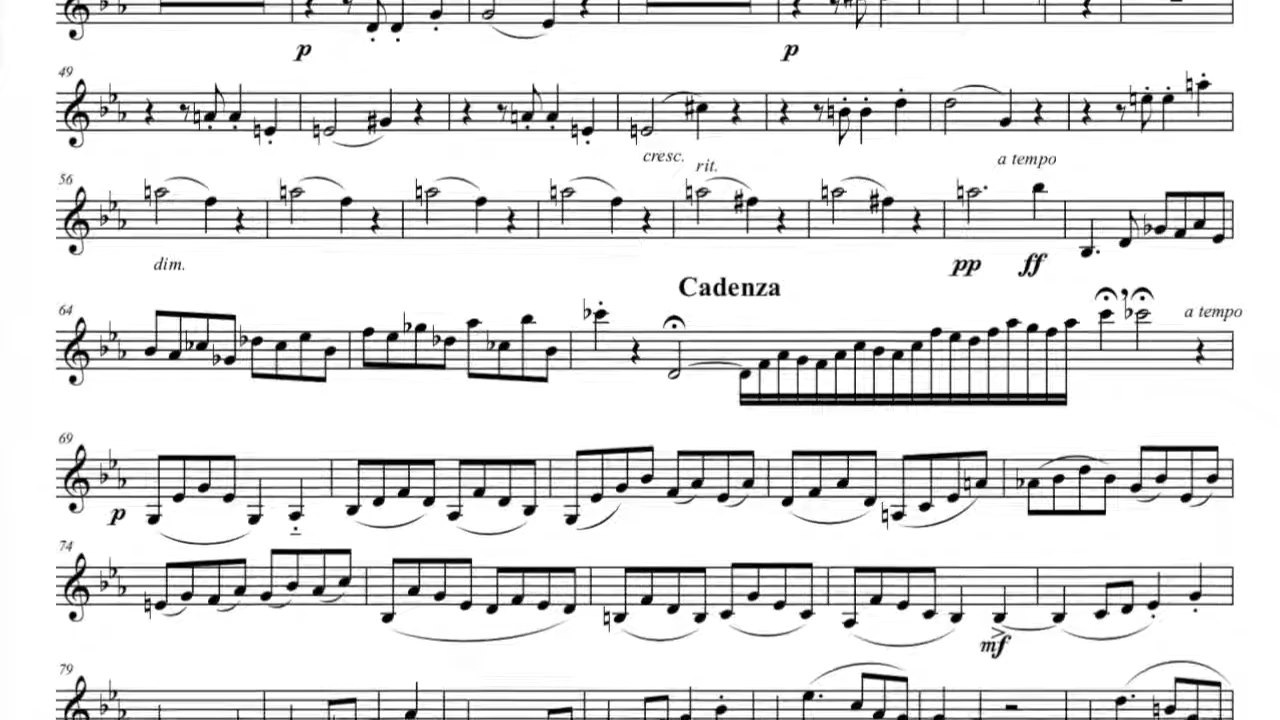 p p
49
cresc.
rit.
a tempo
56
dim.
pp ff
Cadenza
64
a tempo
69
p
74
mf
79